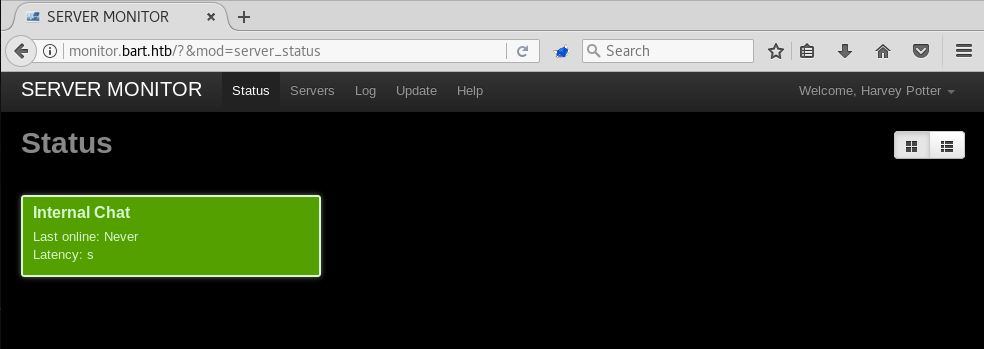 SERVER MONITOR
monitor.bart.htb/?&mod=server_status
Search
SERVER MONITOR Status Servers Log Update Help Welcome, Harvey Potter
Status
Internal Chat
Last online: Never
Latency: s